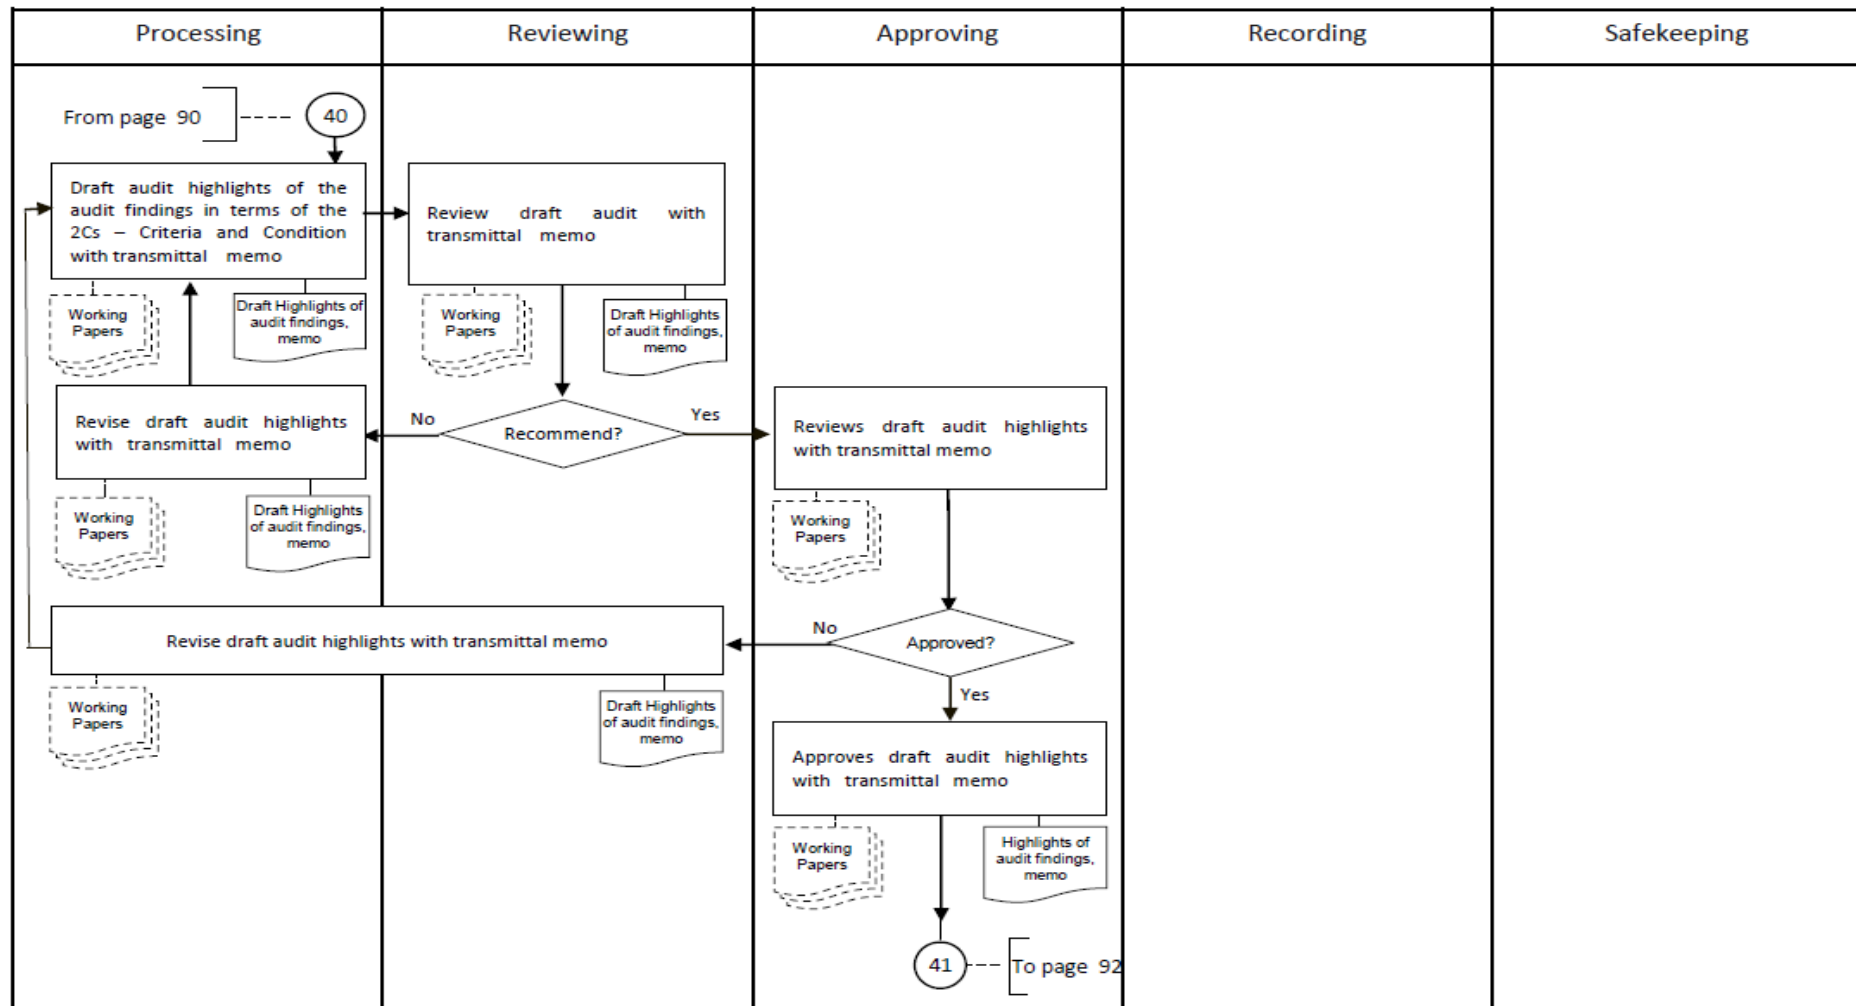 Processing
Reviewing
Approving
Recording
Safekeeping
From page 90
40
Draft audit highlights of the
audit findings in terms of the
2Cs – Criteria and Condition
with transmittal memo
Working
Papers
Draft Highlights of
audit findings,
memo
Review draft audit with
transmittal memo
Working
Papers
Draft Highlights
of audit findings,
memo
Revise draft audit highlights
with transmittal memo
No
Recommend?
Yes
Reviews draft audit highlights
with transmittal memo
Working
Papers
Draft Highlights
of audit findings,
memo
Working
Papers
Revise draft audit highlights with transmittal memo
No
Approved?
Yes
Working
Papers
Draft Highlights
of audit findings,
memo
Approves draft audit highlights
with transmittal memo
Working
Papers
Highlights of
audit findings,
memo
41
To page 92